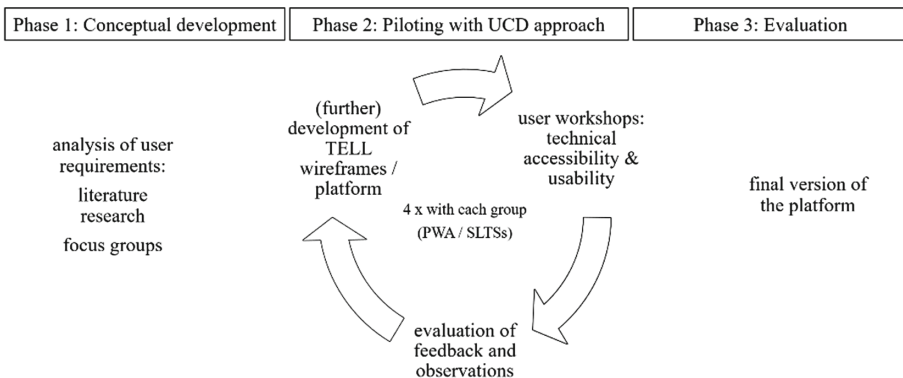 Phase 1: Conceptual development
Phase 2: Piloting with UCD approach
Phase 3: Evaluation
analysis of user
requirements:
literature
research
focus groups
(further)
development of
TELL
wireframes /
platform
user workshops:
technical
accessibility &
usability
4 x with each group
(PWA / SLTSs)
evaluation of
feedback and
observations
final version of
the platform